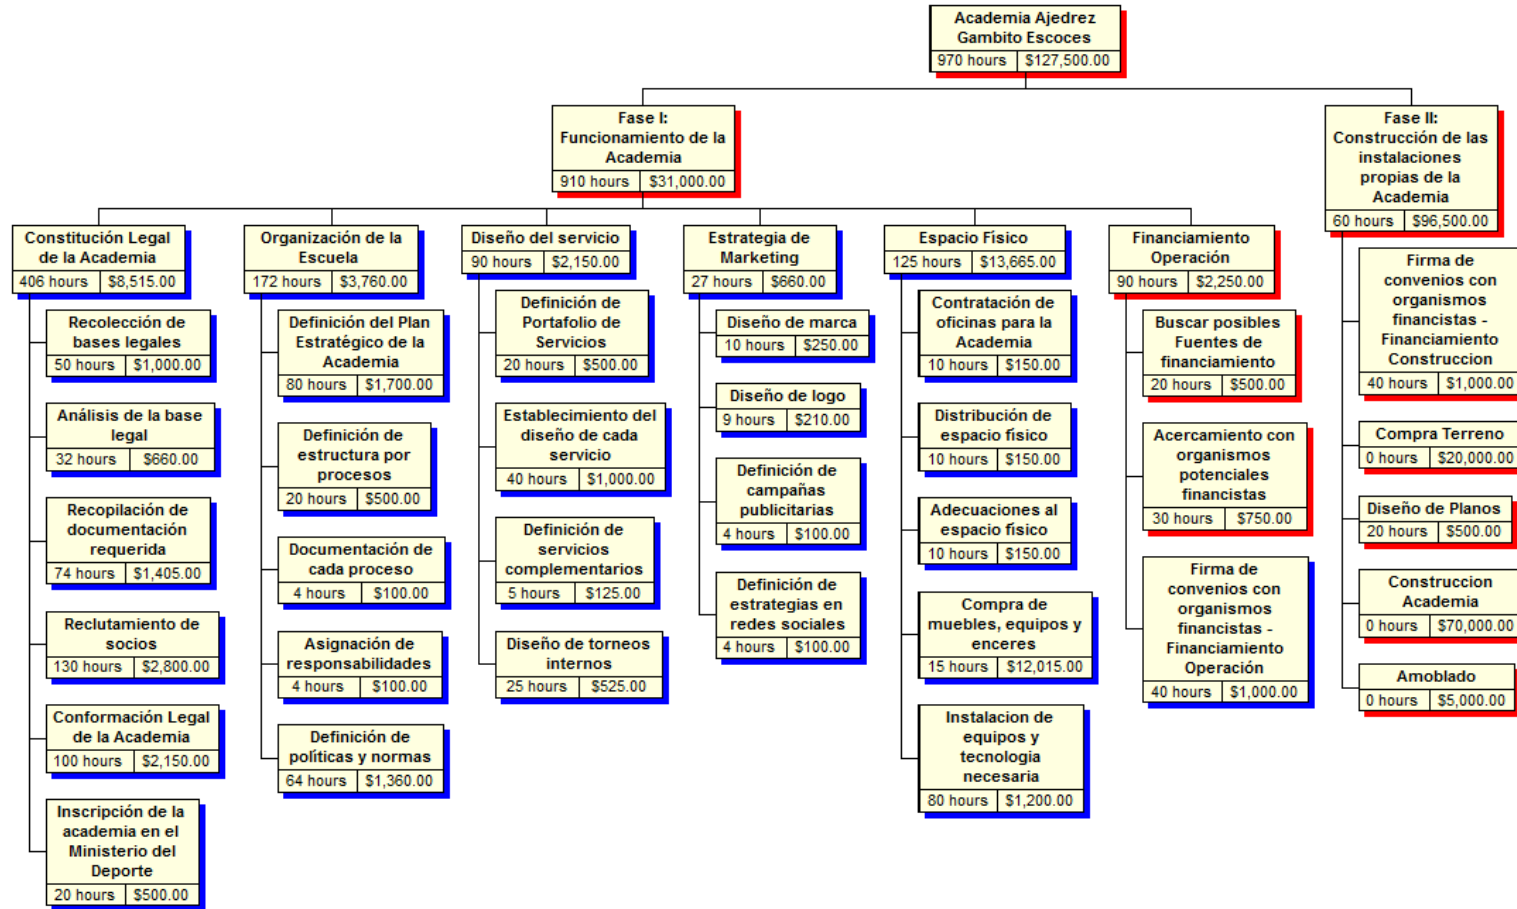 Academia Ajedrez
Gambito Escoces
970 hours $127,500.00
Fase I:
Funcionamiento de la
Academia
910 hours $31,000.00
Fase II:
Construcción de las
instalaciones
propias de la
Academia
60 hours $96,500.00
Constitución Legal
de la Academia
406 hours $8,515.00
Recolección de
bases legales
50 hours $1,000.00
Análisis de la base
legal
32 hours $660.00
Recopilación de
documentación
requerida
74 hours $1,405.00
Reclutamiento de
socios
130 hours $2,800.00
Conformación Legal
de la Academia
100 hours $2,150.00
Inscripción de la
academia en el
Ministerio del
Deporte
20 hours $500.00
Organización de la
Escuela
172 hours $3,760.00
Definición del Plan
Estratégico de la
Academia
80 hours $1,700.00
Definición de
estructura por
procesos
20 hours $500.00
Documentación de
cada proceso
4 hours $100.00
Asignación de
responsabilidades
4 hours $100.00
Definición de
políticas y normas
64 hours $1,360.00
Diseño del servicio
90 hours $2,150.00
Definición de
Portafolio de
Servicios
20 hours $500.00
Establecimiento del
diseño de cada
servicio
40 hours $1,000.00
Definición de
servicios
complementarios
5 hours $125.00
Diseño de torneos
internos
25 hours $525.00
Estrategia de
Marketing
27 hours $660.00
Diseño de marca
10 hours $250.00
Diseño de logo
9 hours $210.00
Definición de
campañas
publicitarias
4 hours $100.00
Definición de
estrategias en
redes sociales
4 hours $100.00
Espacio Físico
125 hours $13,665.00
Contratación de
oficinas para la
Academia
10 hours $150.00
Distribución de
espacio físico
10 hours $150.00
Adecuaciones al
espacio físico
10 hours $150.00
Compra de
muebles, equipos y
enceres
15 hours $12,015.00
Instalacion de
equipos y
tecnologia
necesaria
80 hours $1,200.00
Financiamiento
Operación
90 hours $2,250.00
Buscar posibles
Fuentes de
financiamiento
20 hours $500.00
Acercamiento con
organismos
potenciales
financistas
30 hours $750.00
Firma de
convenios con
organismos
financistas -
Financiamiento
Operación
40 hours $1,000.00
Firma de
convenios con
organismos
financistas -
Financiamiento
Construccion
40 hours $1,000.00
Compra Terreno
0 hours $20,000.00
Diseño de Planos
20 hours $500.00
Construccion
Academia
0 hours $70,000.00
Amoblado
0 hours $5,000.00